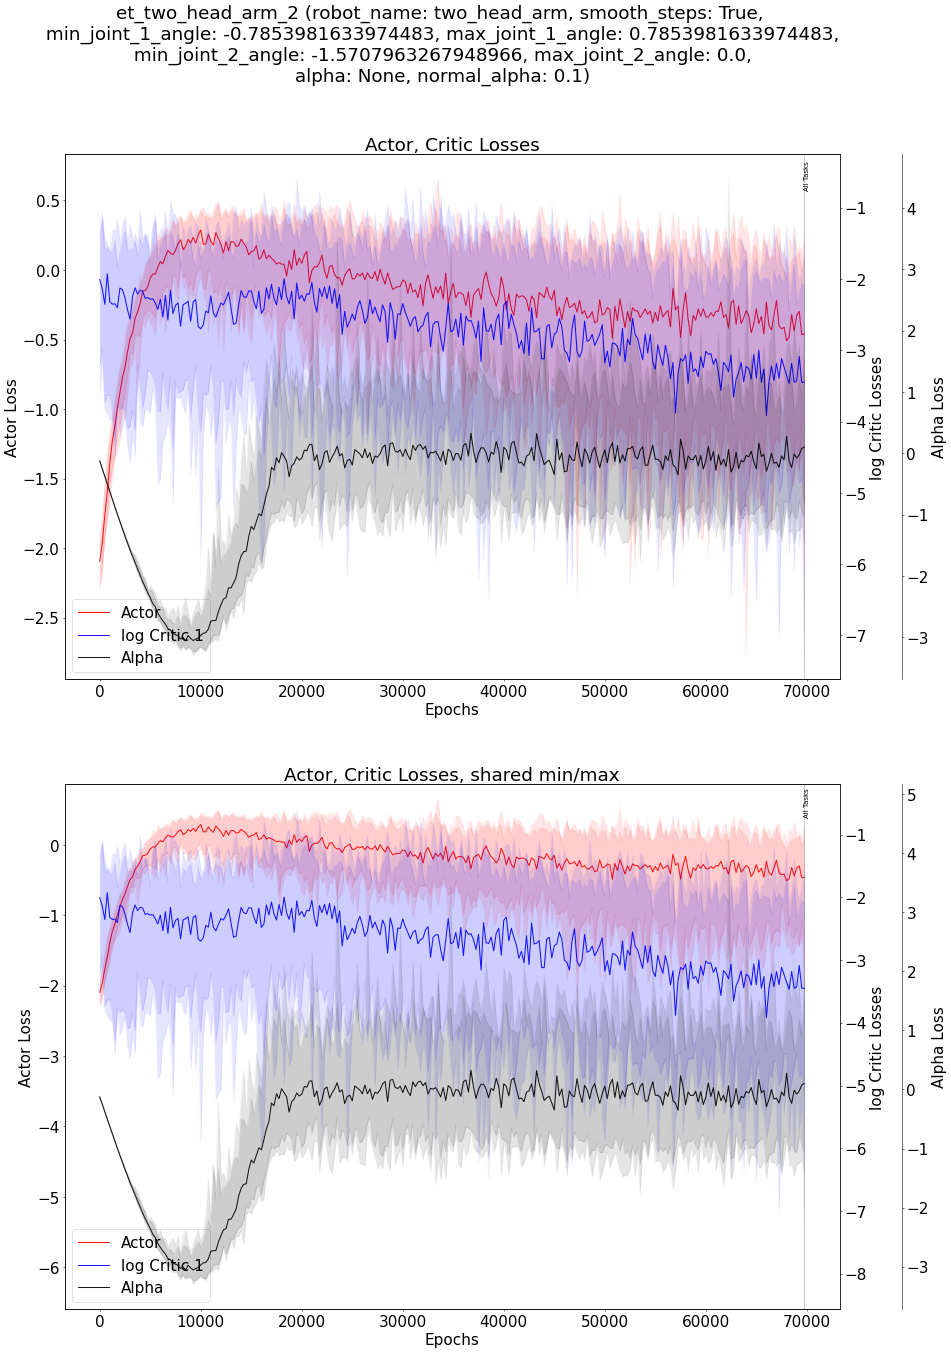 et_two_head_arm_2 (robot_name: two_head_arm, smooth_steps: True,
min_joint_1_angle: -0.7853981633974483, max_joint_1_angle: 0.7853981633974483,
min_joint_2_angle: -1.5707963267948966, max_joint_2_angle: 0.0,
alpha: None, normal_alpha: 0.1)
Actor, Critic Losses
All Tasks
0.5
0.0
−0.5
−1.0
−1.5
−2.0
−2.5
Actor Loss
−1
−2
−3
−4
−5
−6
−7
log Critic Losses
4
3
2
1
0
−1
−2
−3
Alpha Loss
Actor
log Critic 1
Alpha
0 10000 20000 30000 40000 50000 60000 70000
Epochs
Actor, Critic Losses, shared min/max
All Tasks
0
−1
−2
−3
−4
−5
−6
Actor Loss
−1
−2
−3
−4
−5
−6
−7
−8
log Critic Losses
5
4
3
2
1
0
−1
−2
−3
Alpha Loss
Actor
log Critic 1
Alpha
0 10000 20000 30000 40000 50000 60000 70000
Epochs